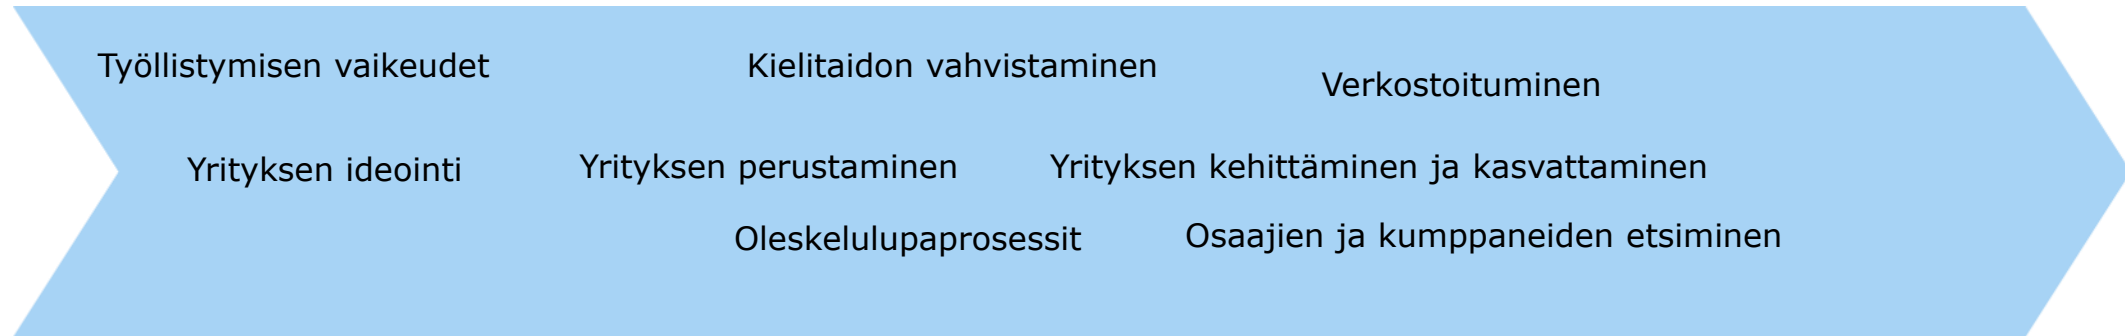 Työllistymisen vaikeudet
Kielitaidon vahvistaminen
Verkostoituminen
Yrityksen ideointi
Yrityksen perustaminen
Yrityksen kehittäminen ja kasvattaminen
Oleskelulupaprosessit
Osaajien ja kumppaneiden etsiminen